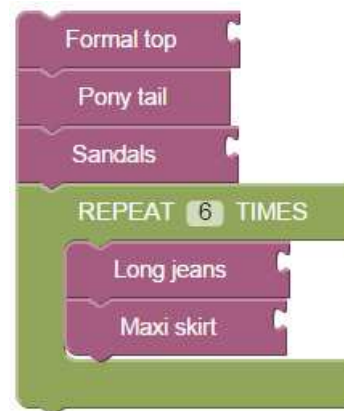 Formal top
Pony tail
Sandals
REPEAT 6 TIMES
Long jeans
Maxi skirt